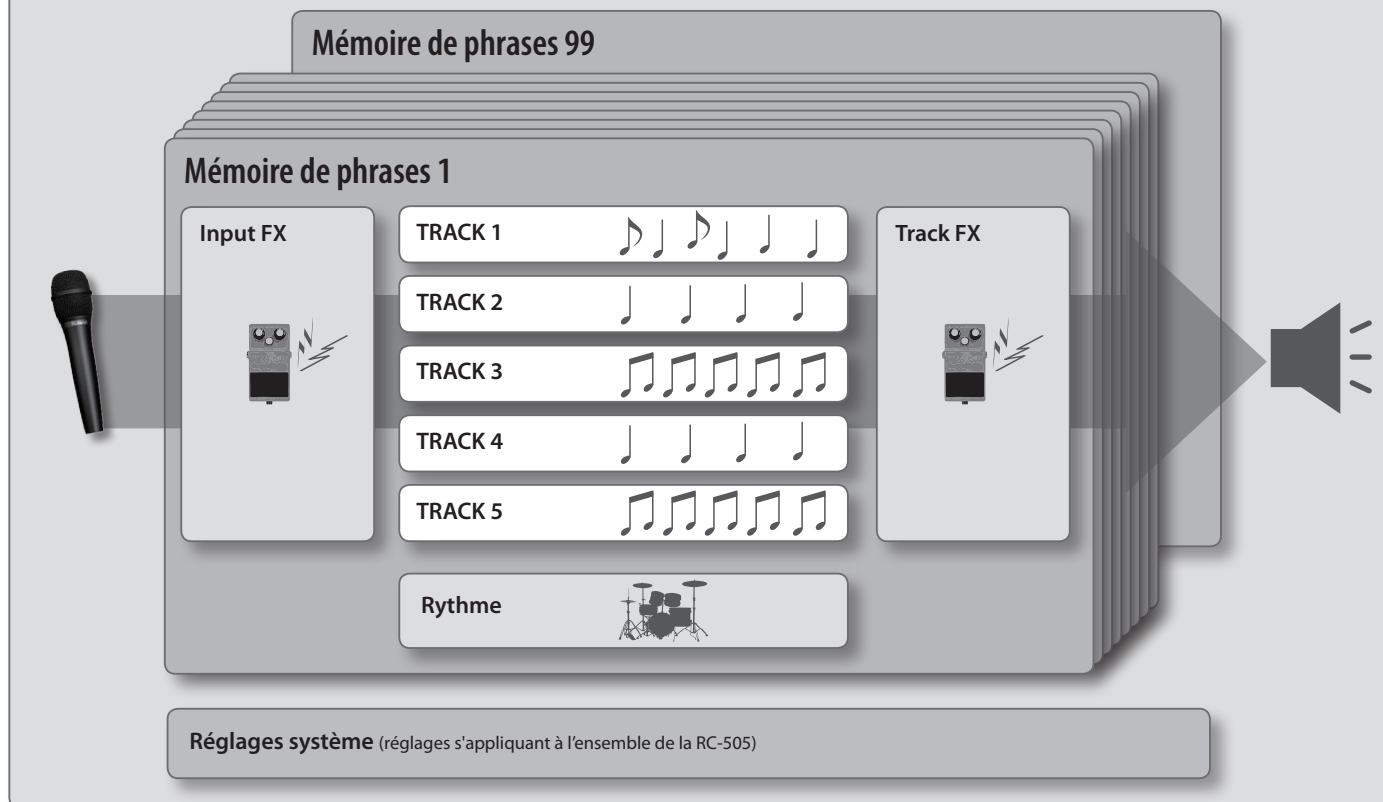 Mémoire de phrases 99
Mémoire de phrases 1
Input FX
TRACK 1
TRACK 2
TRACK 3
TRACK 4
TRACK 5
Track FX
Rythme
Réglages système (réglages s'appliquant à l'ensemble de la RC-505)